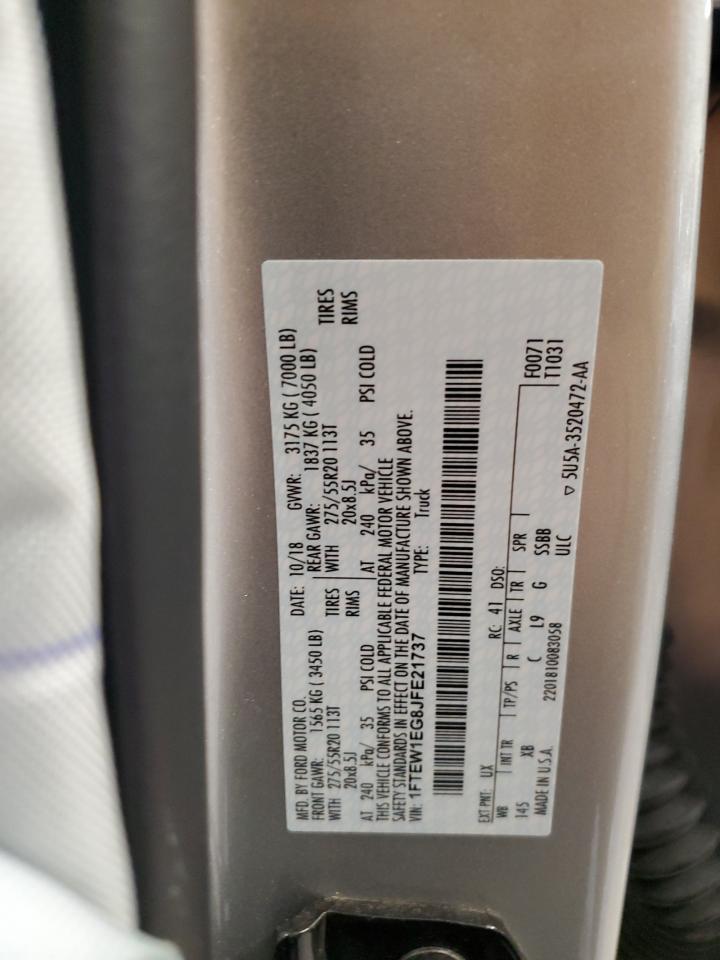 MFD. BY FORD MOTOR CO. DATE: 10/18 GVWR: 3175 KG ( 7000 LB)
FRONT GAWR: 1565 KG ( 3450 LB) REAR GAWR: 1837 KG ( 4050 LB)
WITH 275/55R20 113T TIRES WITH 275/55R20 113T TIRES
20x8.5J RIMS 20x8.5J RIMS
AT 240 kPa/ 35 PSI COLD AT 240 kPa/ 35 PSI COLD
THIS VEHICLE CONFORMS TO ALL APPLICABLE FEDERAL MOTOR VEHICLE
SAFETY STANDARDS IN EFFECT ON THE DATE OF MANUFACTURE SHOWN ABOVE.
VIN: 1FTEW1EG8JFE21737 TYPE: Truck
EXT PNT: UX RC: 41 DSO:
WB INT TR TP/PS R AXLE TR SPR F0071
145 XB C L9 G SSBB T1031
MADE IN U.S.A. 2201810083058 ULC
▽ 5U5A-3520472-AA